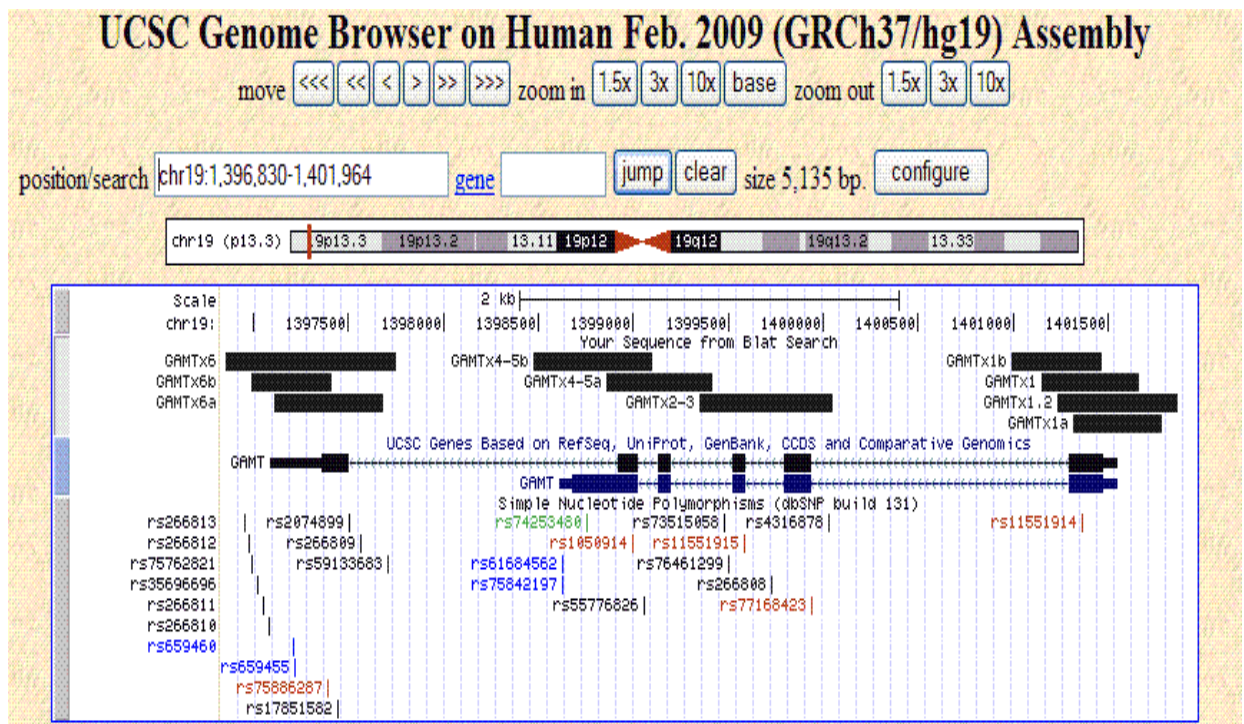 UCSC Genome Browser on Human Feb. 2009 (GRCh37/hg19) Assembly
move <<< << < > >> >>> zoom in 1.5x 3x 10x base zoom out 1.5x 3x 10x
position/search chr19:1,396,830-1,401,964 gene jump clear size 5,135 bp. configure
chr19 (p13.3) 19p13.3 19p13.2 13.11 19p12 19q12 19q13.2 13.33
Scale 2 kb
chr19: 1397500 1398000 1398500 1399000 1399500 1400000 1400500 1401000 1401500
Your Sequence from Blat Search
GAMTx6 GAMTx4-5b GAMTx1b
GAMTx6b GAMTx4-5a GAMTx1
GAMTx6a GAMTx2-3 GAMTx1.2
GAMTx1a
UCSC Genes Based on RefSeq, UniProt, GenBank, CCDS and Comparative Genomics
GAMT
GAMT
Simple Nucleotide Polymorphisms (dbSNP build 131)
rs266813 rs2074899 rs74253480 rs73515058 rs4316878 rs11551914
rs266812 rs266809 rs1050914 rs11551915
rs75762821 rs59133683 rs61684562 rs76461299
rs35696696 rs75842197 rs266808
rs266811 rs55776826 rs77168423
rs266810
rs659460
rs659455
rs75886287
rs17851582